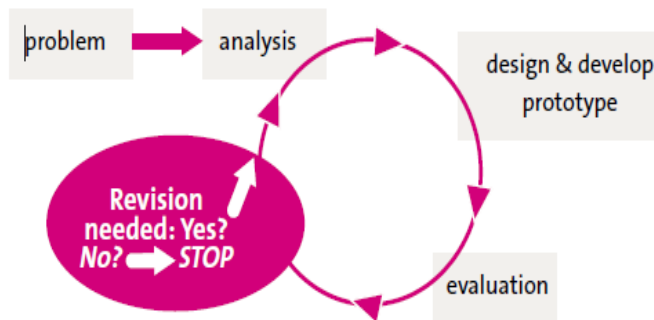 problem
analysis
design & develop
prototype
evaluation
Revision
needed: Yes?
No? STOP